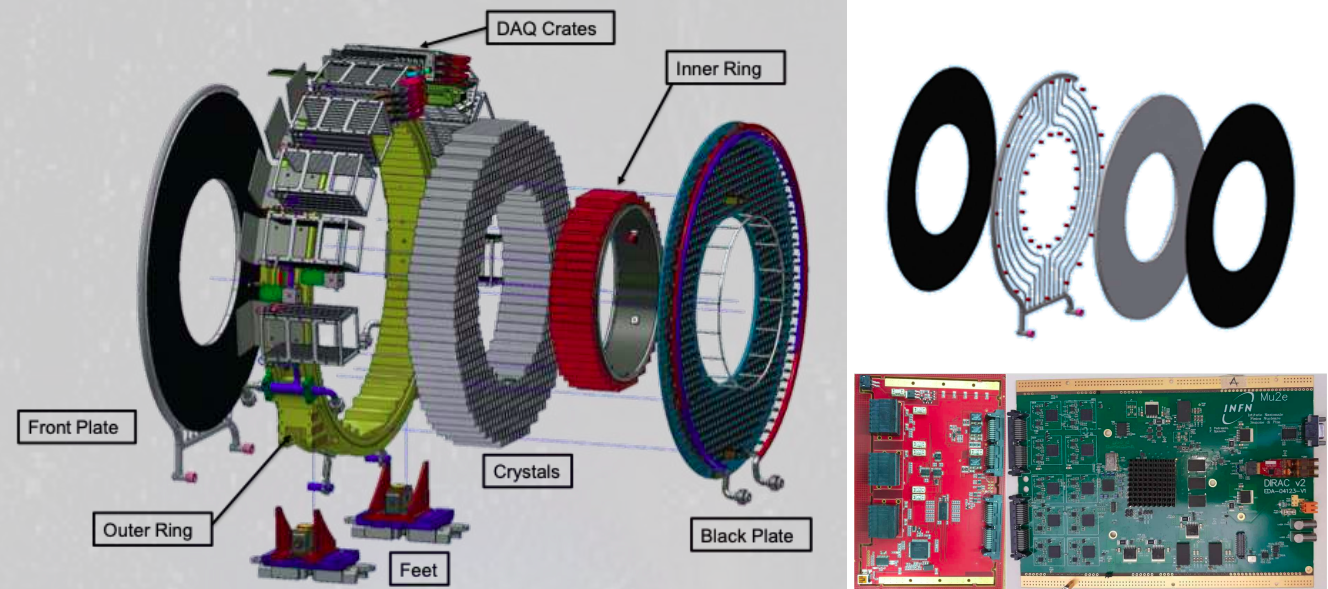 DAQ Crates
Inner Ring
Front Plate
Crystals
Outer Ring
Black Plate
Feet
A
Mu2e
INFN
DIRAC v2
EDA-04123-V1